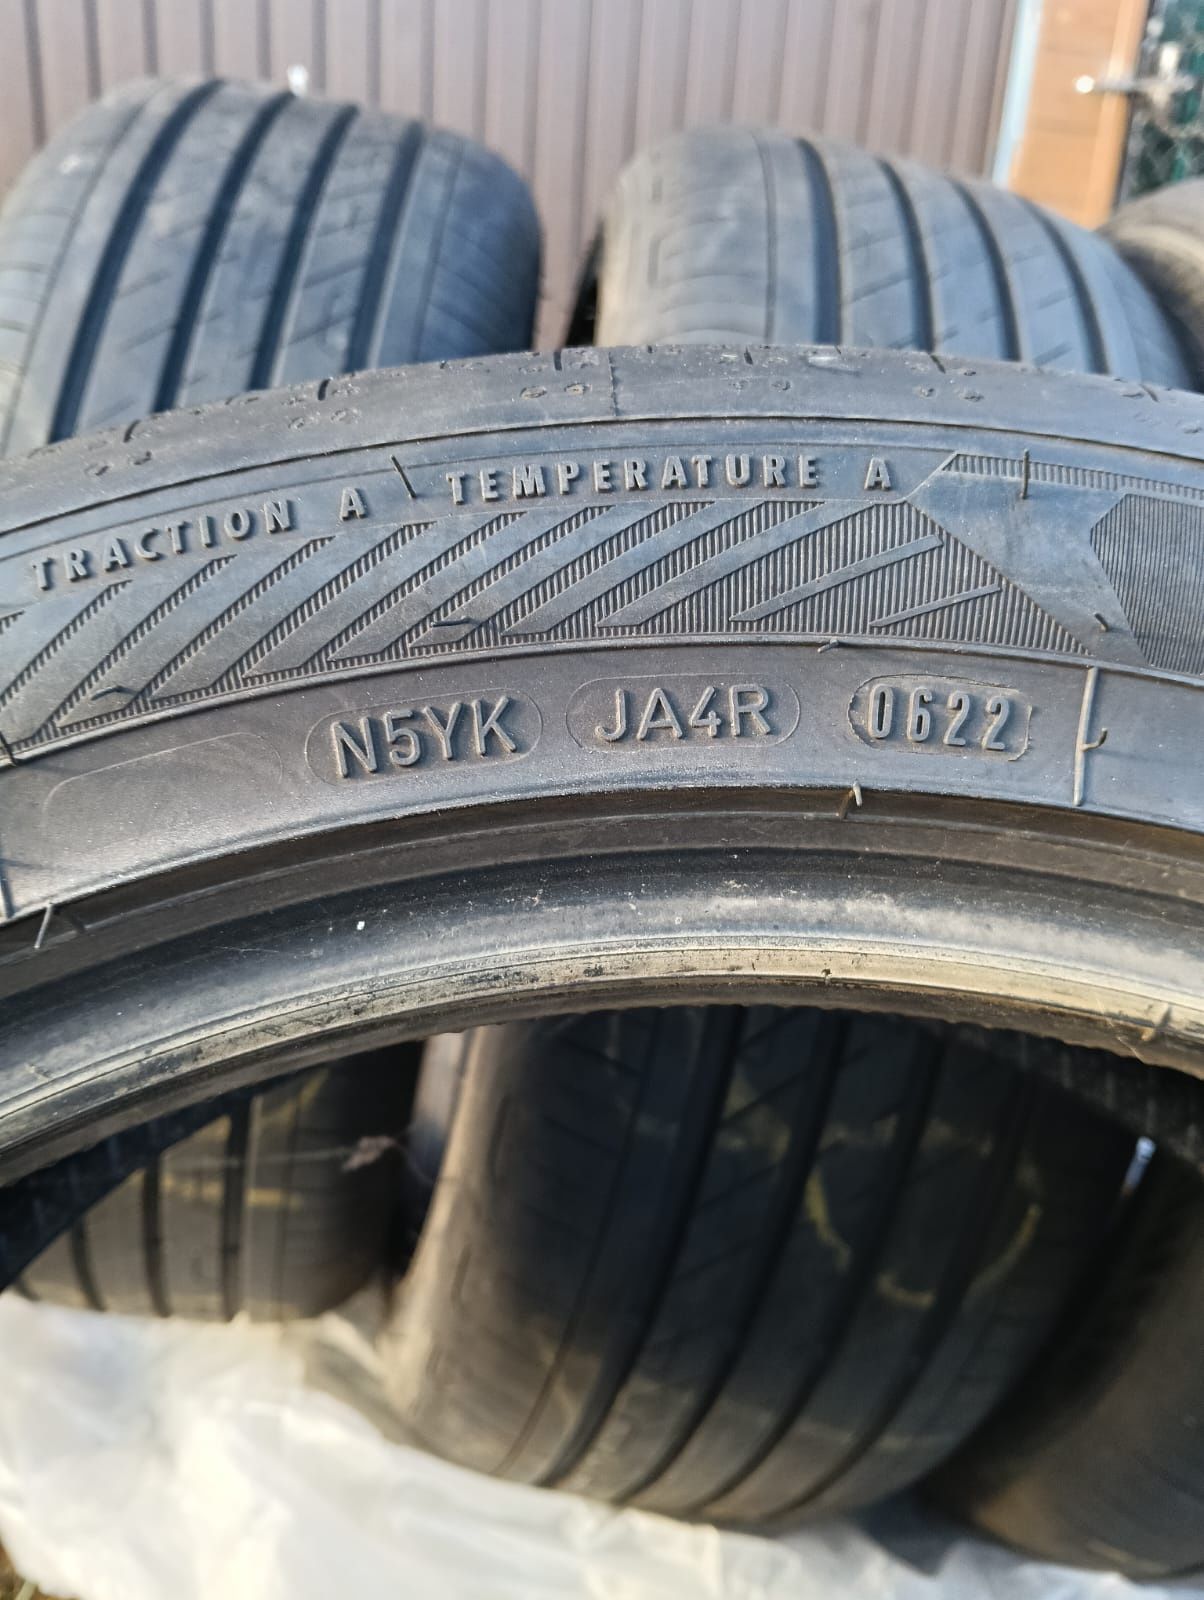 TRACTION A TEMPERATURE A
N5YK JA4R 0622